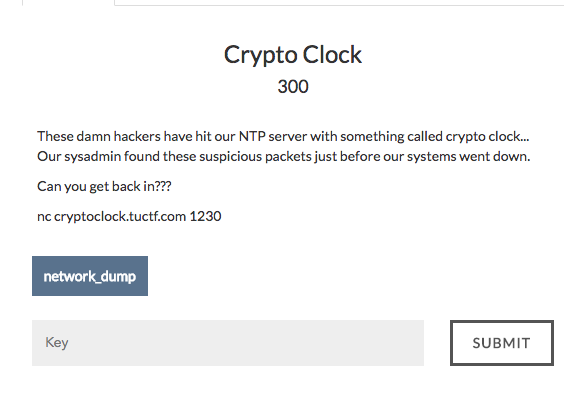 Crypto Clock
300
These damn hackers have hit our NTP server with something called crypto clock...
Our sysadmin found these suspicious packets just before our systems went down.
Can you get back in???
nc cryptoclock.tuctf.com 1230
network_dump
Key
SUBMIT